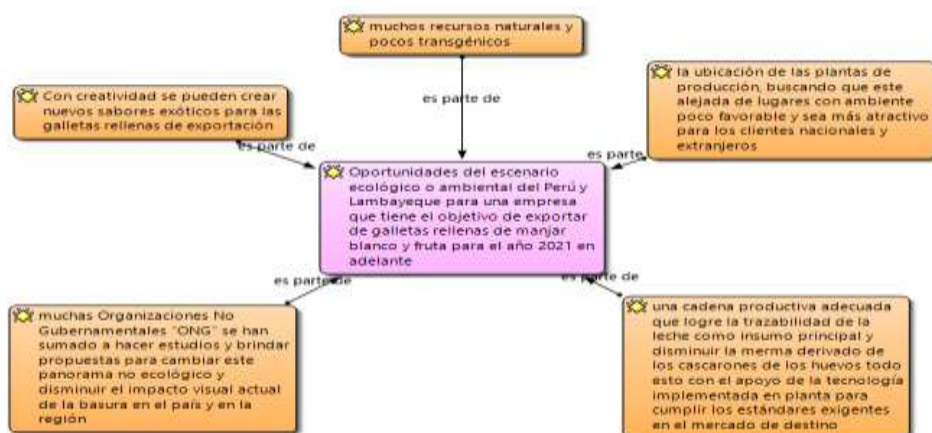 muchos recursos naturales y
pocos transgénicos
es parte de
Con creatividad se pueden crear
nuevos sabores exóticos para las
galletas rellenas de exportación
es parte de
la ubicación de las plantas de
producción, buscando que este
alejada de lugares con ambiente
poco favorable y sea más atractivo
para los clientes nacionales y
extranjeros
es parte
Oportunidades del escenario
ecológico o ambiental del Perú y
Lambayeque para una empresa
que tiene el objetivo de exportar
de galletas rellenas de manjar
blanco y fruta para el año 2021 en
adelante
es parte de
es parte de
muchas Organizaciones No
Gubernamentales "ONG" se han
sumado a hacer estudios y brindar
propuestas para cambiar este
panorama no ecológico y
disminuir el impacto visual actual
de la basura en el país y en la
región
una cadena productiva adecuada
que logre la trazabilidad de la
leche como insumo principal y
disminuir la merma derivado de
los cascarones de los huevos todo
esto con el apoyo de la tecnología
implementada en planta para
cumplir los estándares exigentes
en el mercado de destino